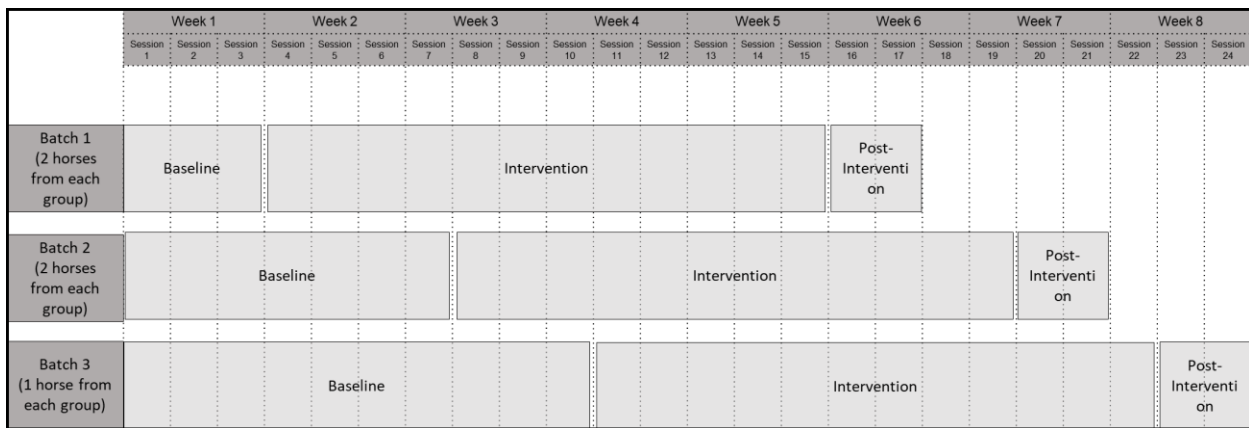 Week 1 Week 2 Week 3 Week 4 Week 5 Week 6 Week 7 Week 8
Session Session Session Session Session Session Session Session Session Session Session Session Session Session Session Session Session Session Session Session Session Session Session Session
1 2 3 4 5 6 7 8 9 10 11 12 13 14 15 16 17 18 19 20 21 22 23 24
Batch 1
(2 horses
from each
group)
Baseline
Intervention
Post-
Interventi
on
Batch 2
(2 horses
from each
group)
Baseline
Intervention
Post-
Interventi
on
Batch 3
(1 horse from
each group)
Baseline
Intervention
Post-
Interventi
on